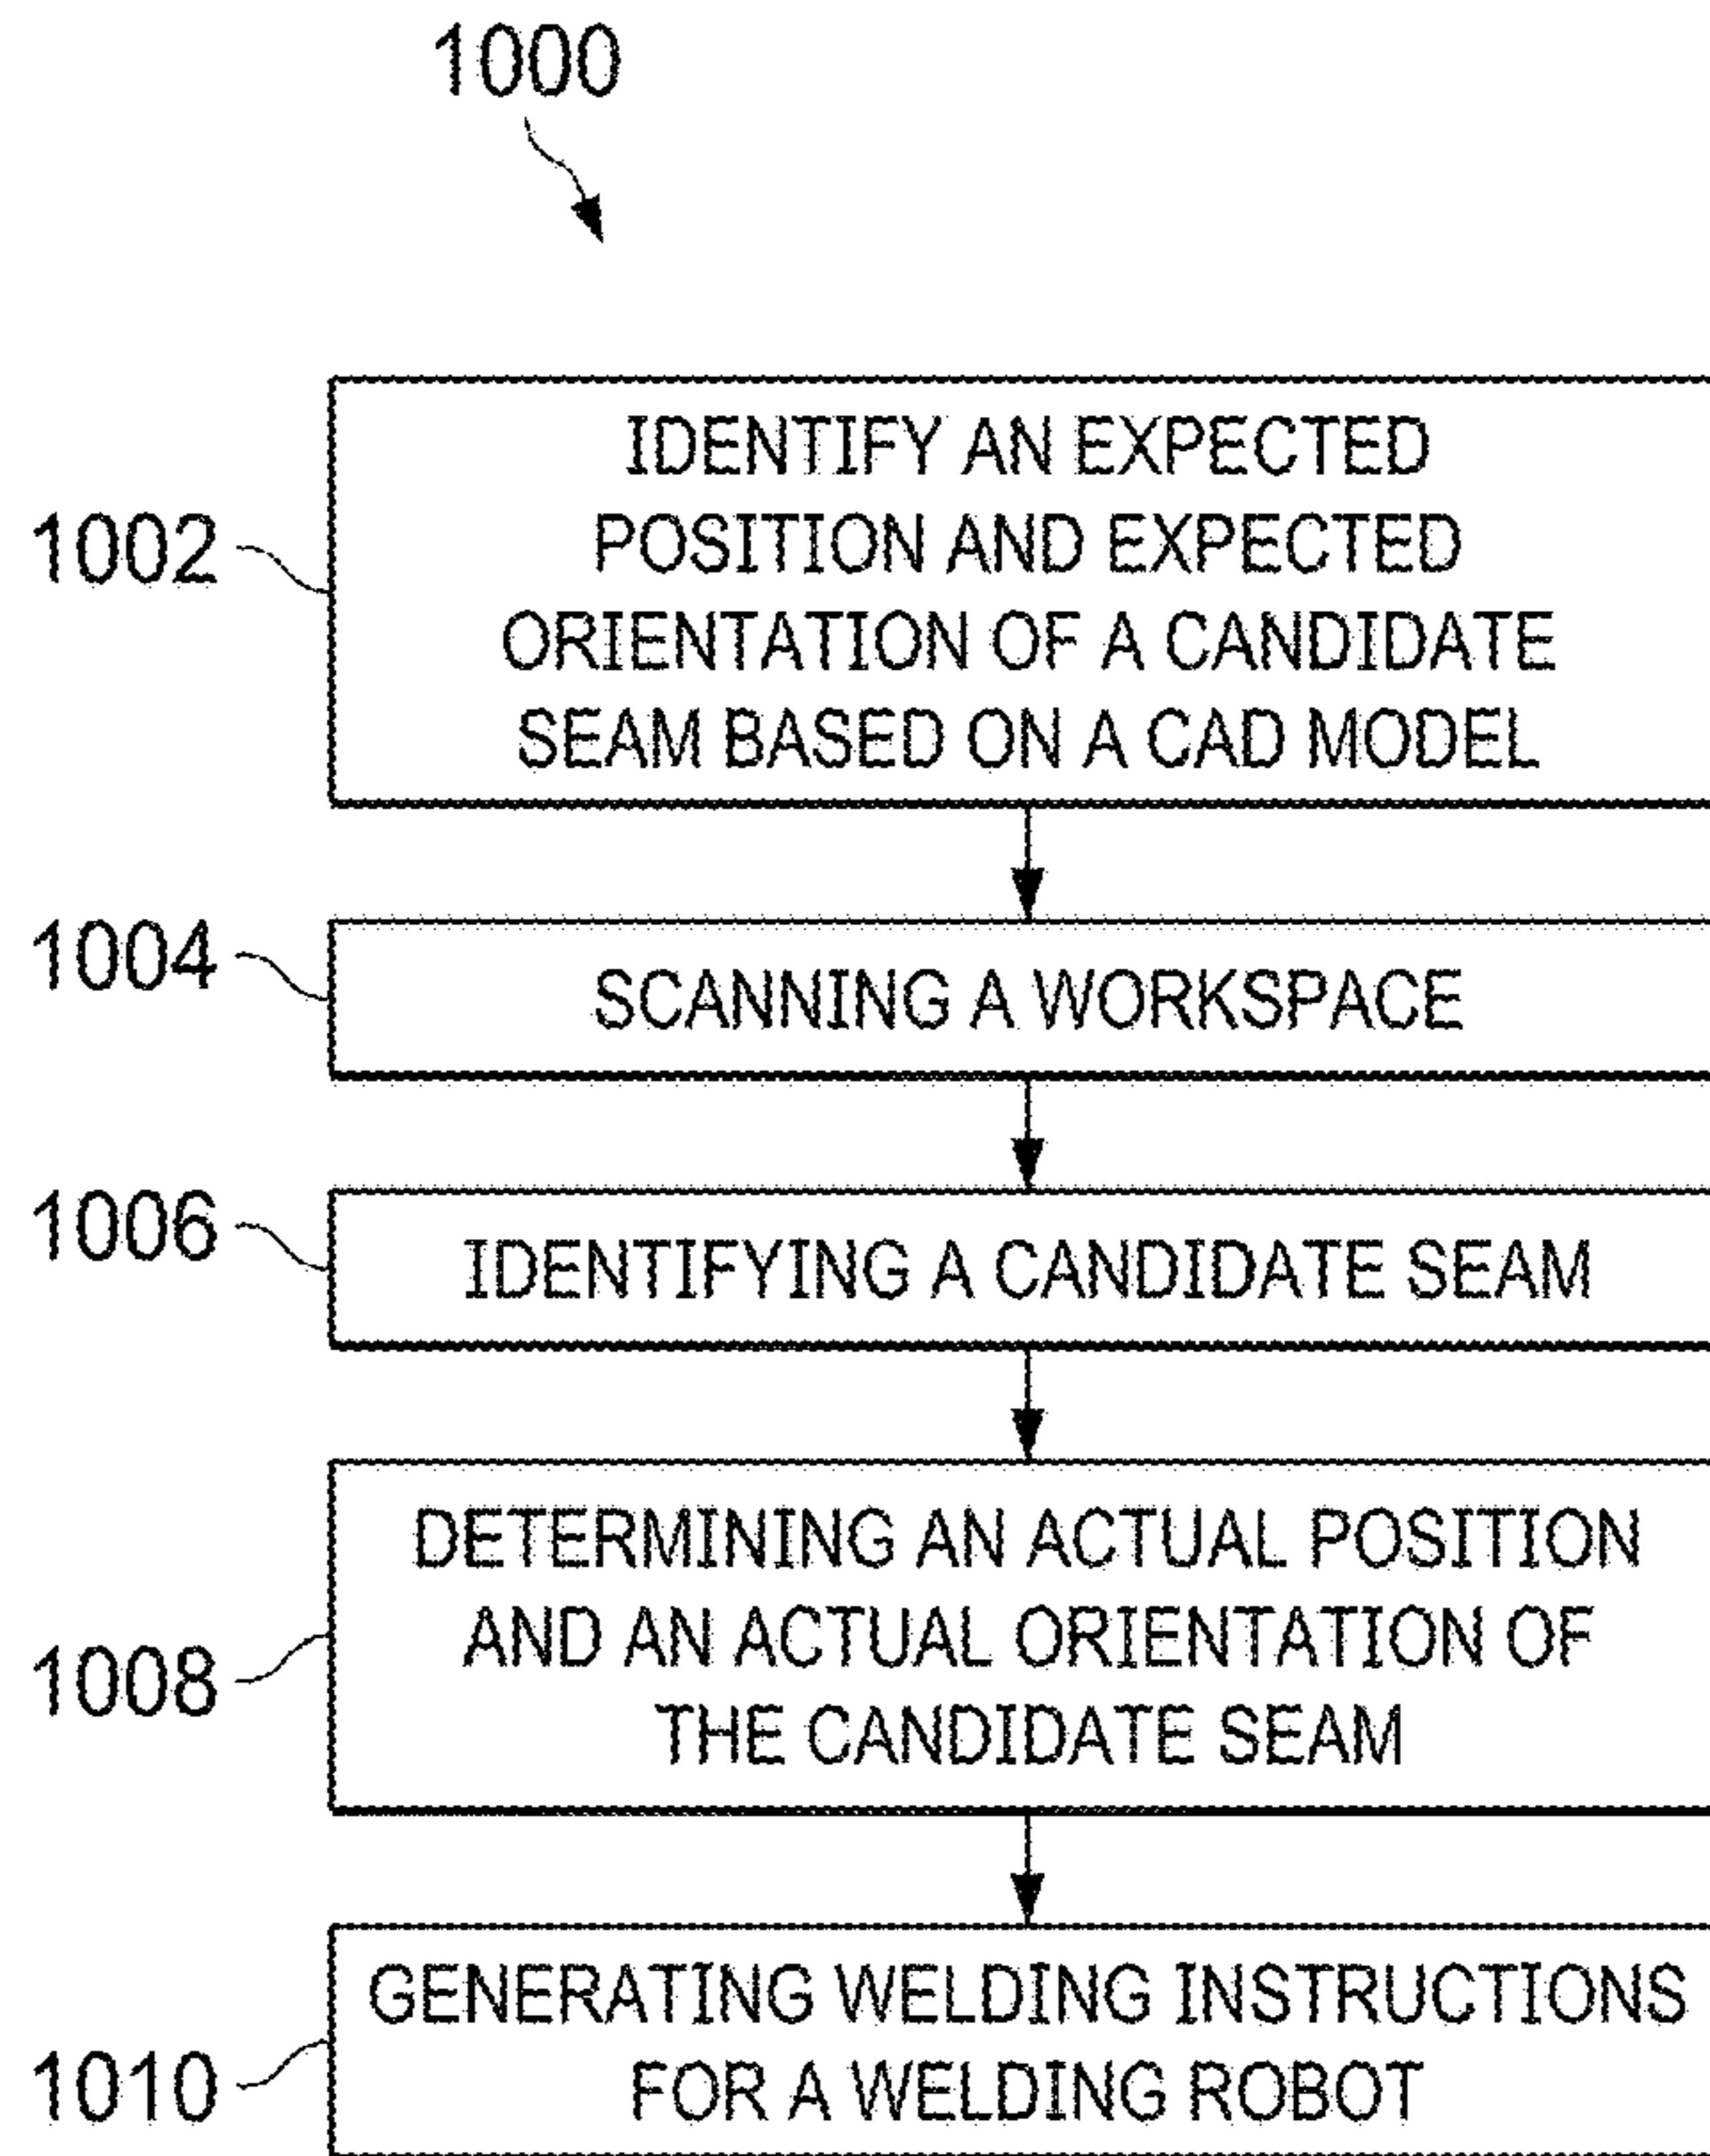 1000
1002
IDENTIFY AN EXPECTED
POSITION AND EXPECTED
ORIENTATION OF A CANDIDATE
SEAM BASED ON A CAD MODEL
1004
SCANNING A WORKSPACE
1006
IDENTIFYING A CANDIDATE SEAM
1008
DETERMINING AN ACTUAL POSITION
AND AN ACTUAL ORIENTATION OF
THE CANDIDATE SEAM
1010
GENERATING WELDING INSTRUCTIONS
FOR A WELDING ROBOT